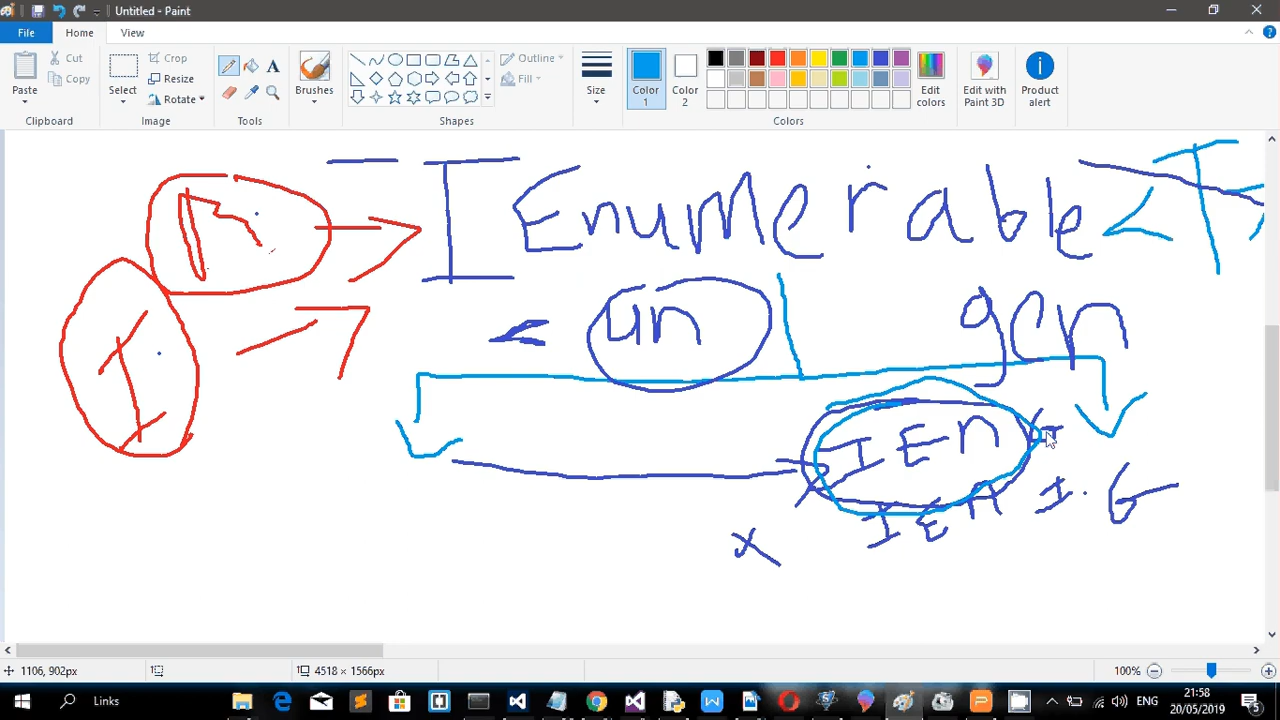 Untitled - Paint
File Home View
Paste Cut Copy Clipboard
Select Crop Resize Rotate Image
Tools
Brushes
Outline Fill Shapes
Size
Color 1
Color 2
Edit colors
Colors
Edit with Paint 3D
Product alert
IEnumerable<T>
< un gen
IEn
IEn I. G
x
1106, 902px 4518 × 1566px 100%
Links
ENG
21:58
20/05/2019
5